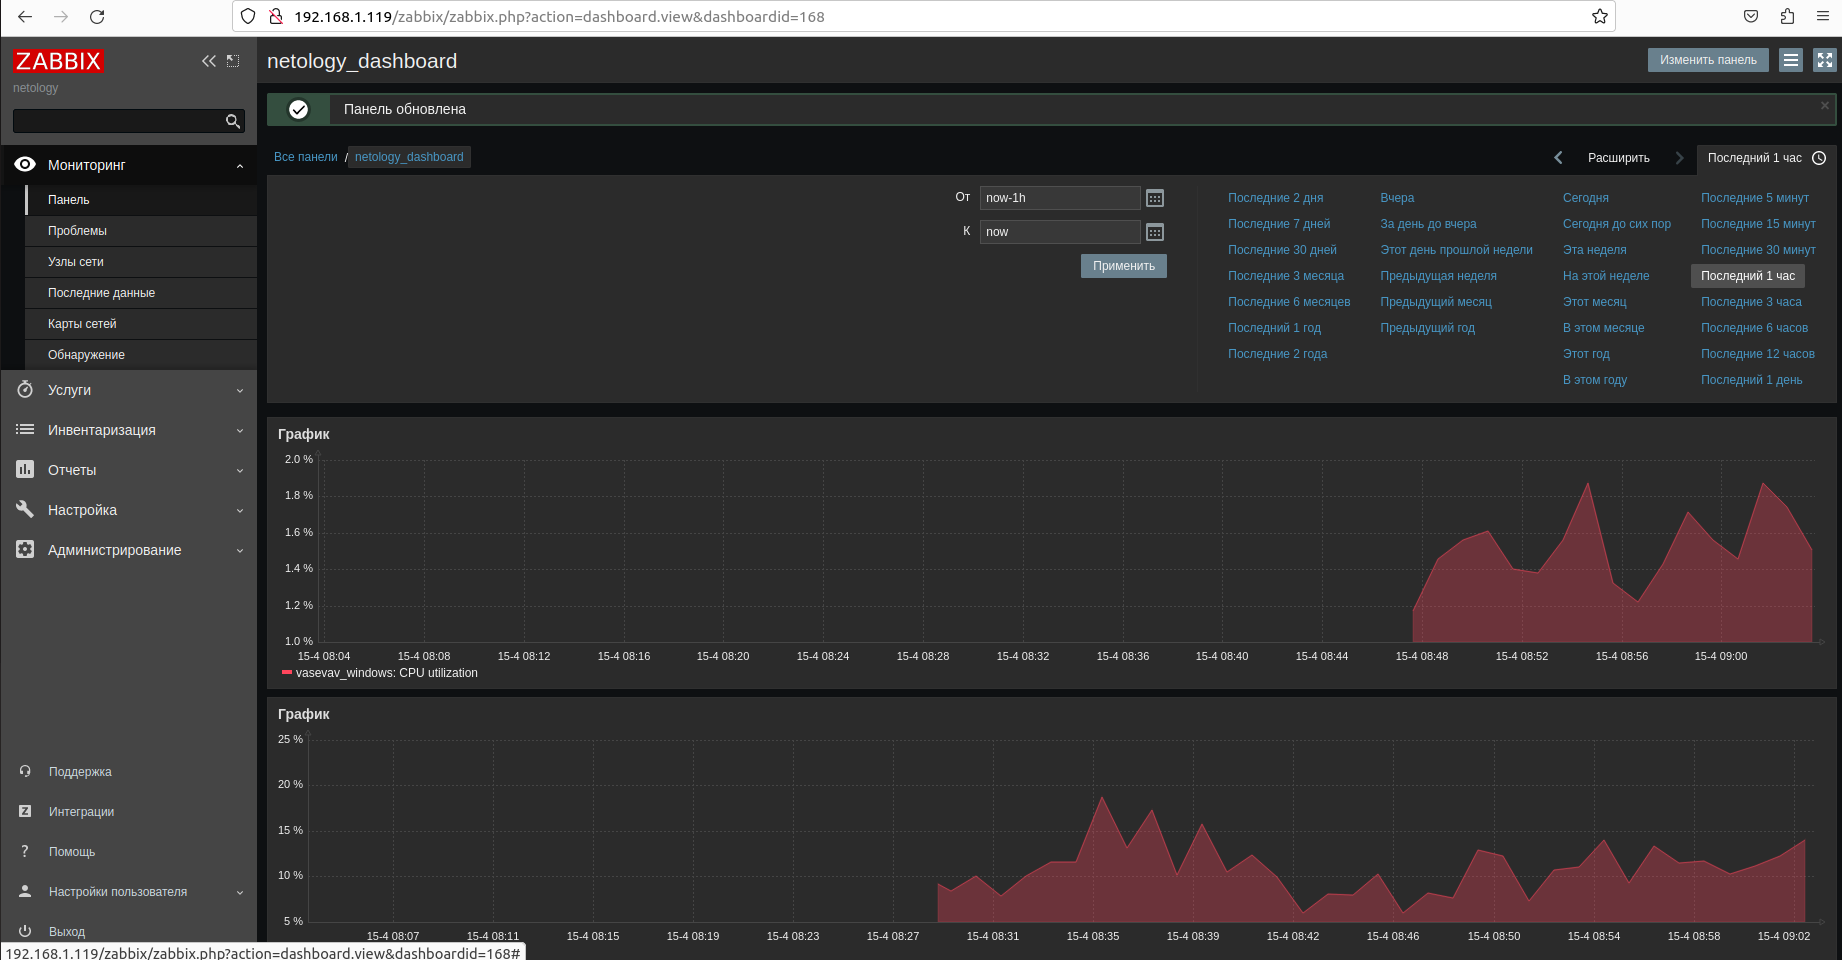 192.168.1.119/zabbix/zabbix.php?action=dashboard.view&dashboardid=168
ZABBIX
netology
netology_dashboard
Изменить панель
Панель обновлена
Все панели / netology_dashboard
Расширить
Последний 1 час
Мониторинг
Панель
Проблемы
Узлы сети
Последние данные
Карты сетей
Обнаружение
Услуги
Инвентаризация
Отчеты
Настройка
Администрирование
Поддержка
Интеграции
Помощь
Настройки пользователя
Выход
От now-1h
К now
Применить
Последние 2 дня
Последние 7 дней
Последние 30 дней
Последние 3 месяца
Последние 6 месяцев
Последний 1 год
Последние 2 года
Вчера
За день до вчера
Этот день прошлой недели
Предыдущая неделя
Предыдущий месяц
Предыдущий год
Сегодня
Сегодня до сих пор
Эта неделя
На этой неделе
Этот месяц
В этом месяце
Этот год
В этом году
Последние 5 минут
Последние 15 минут
Последние 30 минут
Последний 1 час
Последние 3 часа
Последние 6 часов
Последние 12 часов
Последний 1 день
График
2.0 %
1.8 %
1.6 %
1.4 %
1.2 %
1.0 %
15-4 08:04 15-4 08:08 15-4 08:12 15-4 08:16 15-4 08:20 15-4 08:24 15-4 08:28 15-4 08:32 15-4 08:36 15-4 08:40 15-4 08:44 15-4 08:48 15-4 08:52 15-4 08:56 15-4 09:00
vasevav_windows: CPU utilization
График
25 %
20 %
15 %
10 %
5 %
15-4 08:07 15-4 08:11 15-4 08:15 15-4 08:19 15-4 08:23 15-4 08:27 15-4 08:31 15-4 08:35 15-4 08:39 15-4 08:42 15-4 08:46 15-4 08:50 15-4 08:54 15-4 08:58 15-4 09:02
192.168.1.119/zabbix/zabbix.php?action=dashboard.view&dashboardid=168#